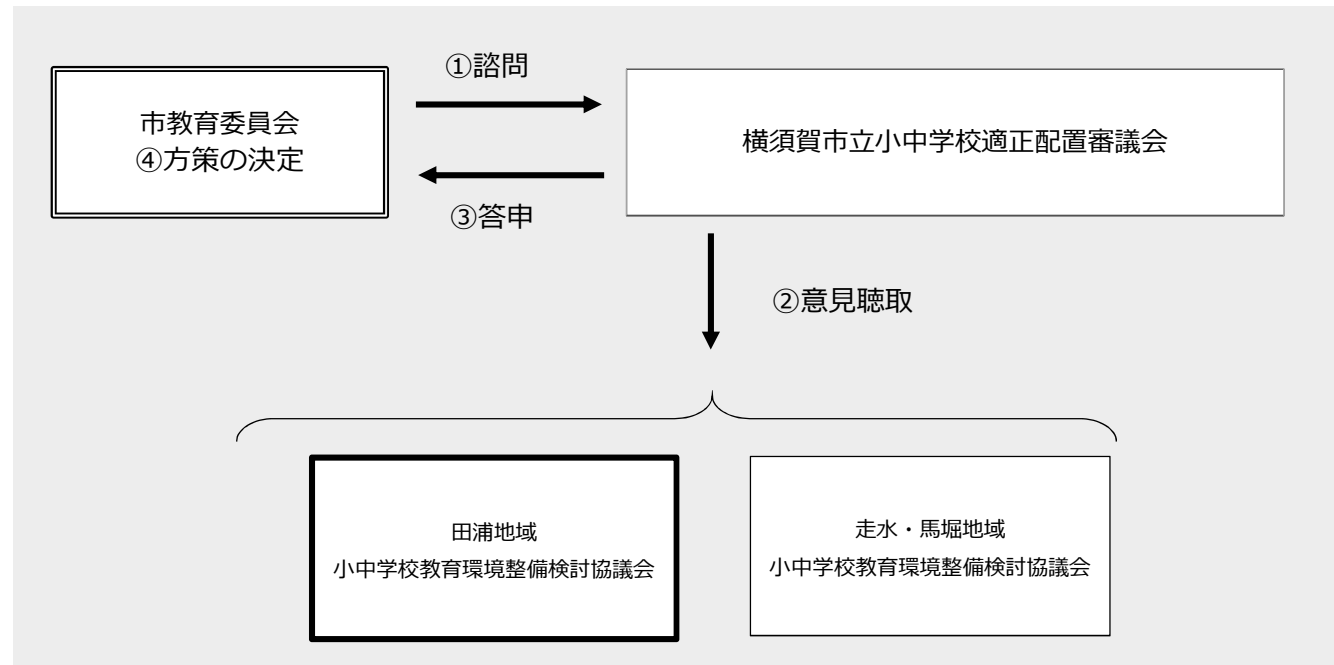 ①諮問
市教育委員会
④方策の決定
横須賀市立小中学校適正配置審議会
③答申
②意見聴取
田浦地域
小中学校教育環境整備検討協議会
走水・馬堀地域
小中学校教育環境整備検討協議会